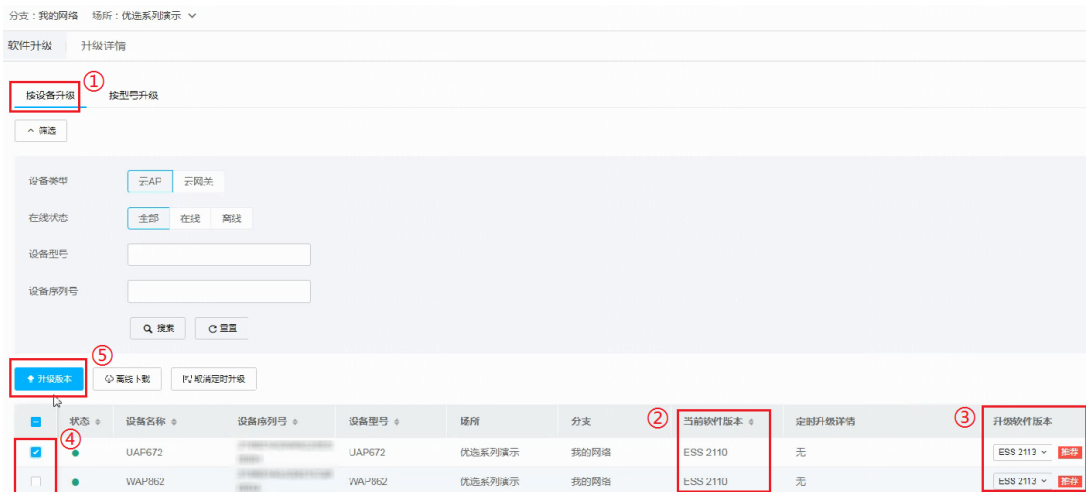 分支：我的网络 场所：优选系列演示
软件升级 升级详情
①
按设备升级 按型号升级
筛选
设备类型 云AP 云网关
在线状态 全部 在线 离线
设备型号
设备序列号
搜索 重置
⑤
升级版本 离线下载 取消定时升级
状态 设备名称 设备序列号 设备型号 场所 分支 ② 当前软件版本 定时升级详情 ③ 升级软件版本
④
UAP672 UAP672 优选系列演示 我的网络 ESS 2110 无 ESS 2113 推荐
WAP862 WAP862 优选系列演示 我的网络 ESS 2110 无 ESS 2113 推荐